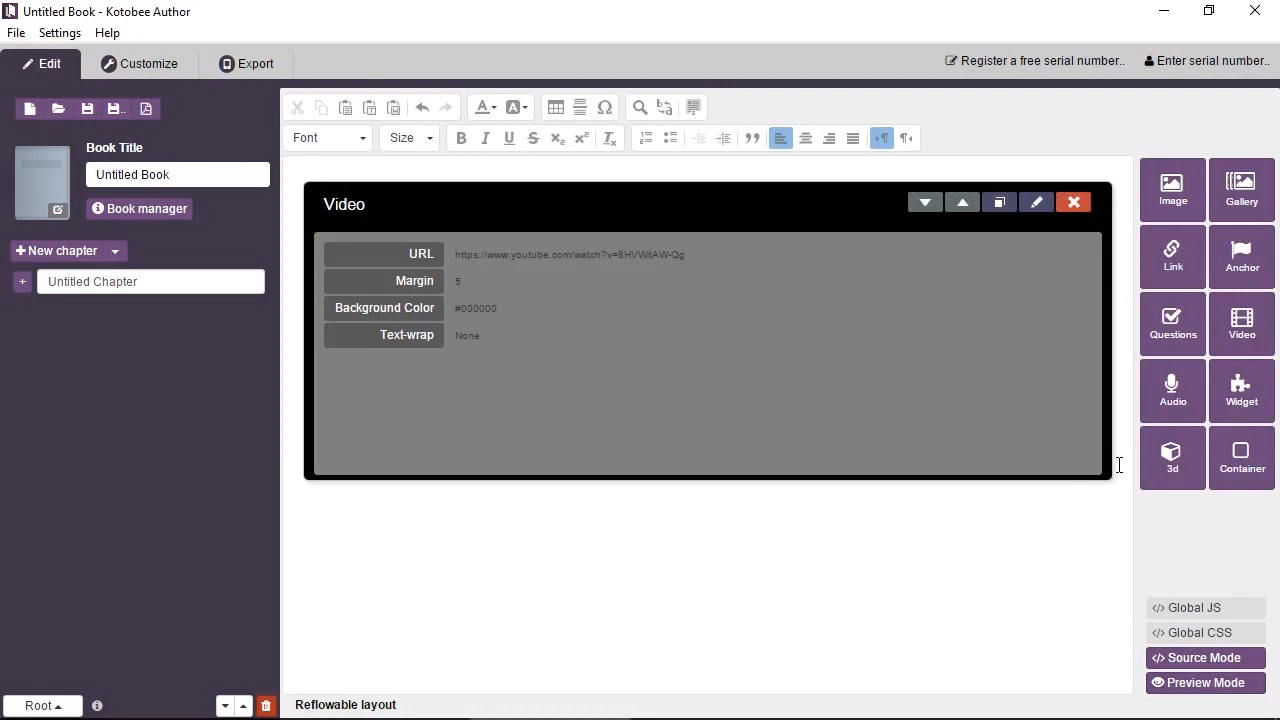 Untitled Book - Kotobee Author
File Settings Help
Edit Customize Export Register a free serial number.. Enter serial number..
Book Title
Untitled Book
Book manager
New chapter
Untitled Chapter
Font Size
Video
URL https://www.youtube.com/watch?v=8HVWitAW-Qg
Margin 5
Background Color #000000
Text-wrap None
Image Gallery
Link Anchor
Questions Video
Audio Widget
3d Container
</> Global JS
</> Global CSS
</> Source Mode
Preview Mode
Root
Reflowable layout